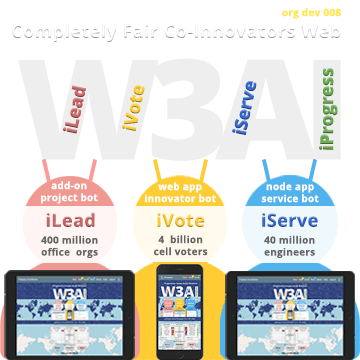 org dev 008
Completely Fair Co-Innovators Web
W3AI
iLead
iVote
iServe
iProgress
add-on
project bot
iLead
400 million
office orgs
web app
innovator bot
iVote
4 billion
cell voters
node app
service bot
iServe
40 million
engineers
W3AI
W3AI
W3AI